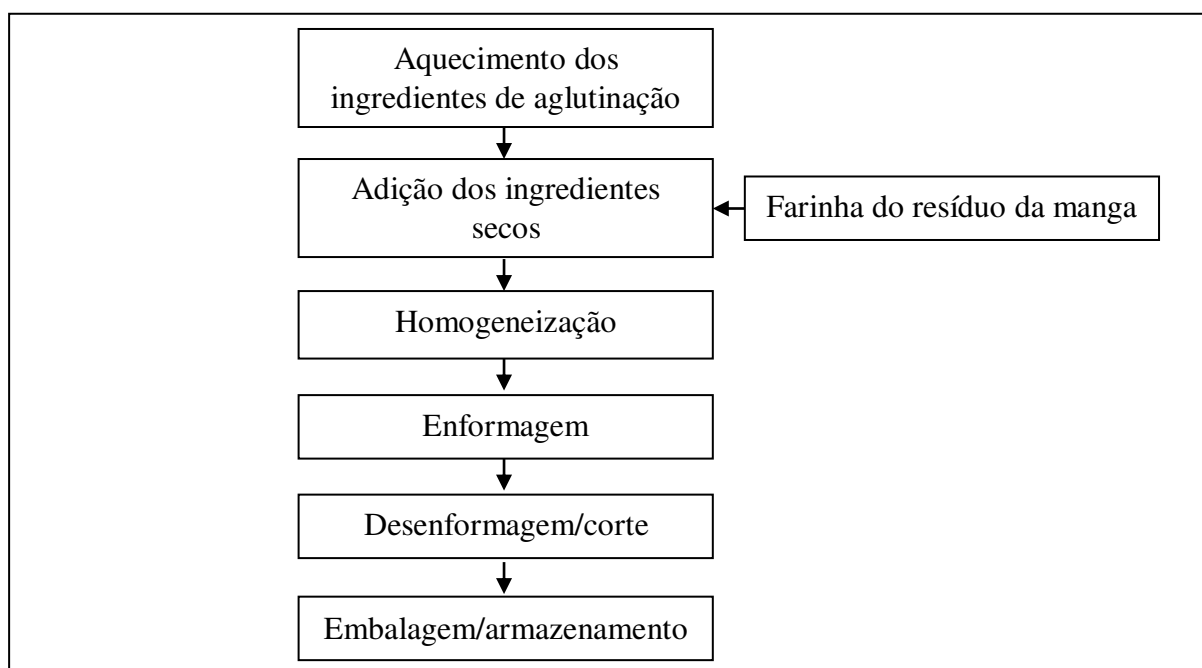 Aquecimento dos
ingredientes de aglutinação
Adição dos ingredientes
secos
Farinha do resíduo da manga
Homogeneização
Enformagem
Desenformagem/corte
Embalagem/armazenamento